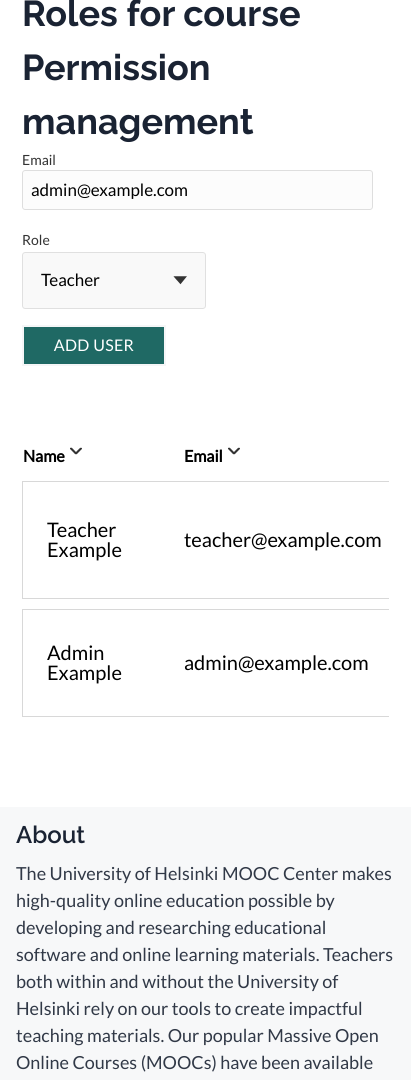 Roles for course
Permission
management
Email
admin@example.com
Role
Teacher
ADD USER
Name Email
Teacher
Example
teacher@example.com
Admin
Example
admin@example.com
About
The University of Helsinki MOOC Center makes
high-quality online education possible by
developing and researching educational
software and online learning materials. Teachers
both within and without the University of
Helsinki rely on our tools to create impactful
teaching materials. Our popular Massive Open
Online Courses (MOOCs) have been available